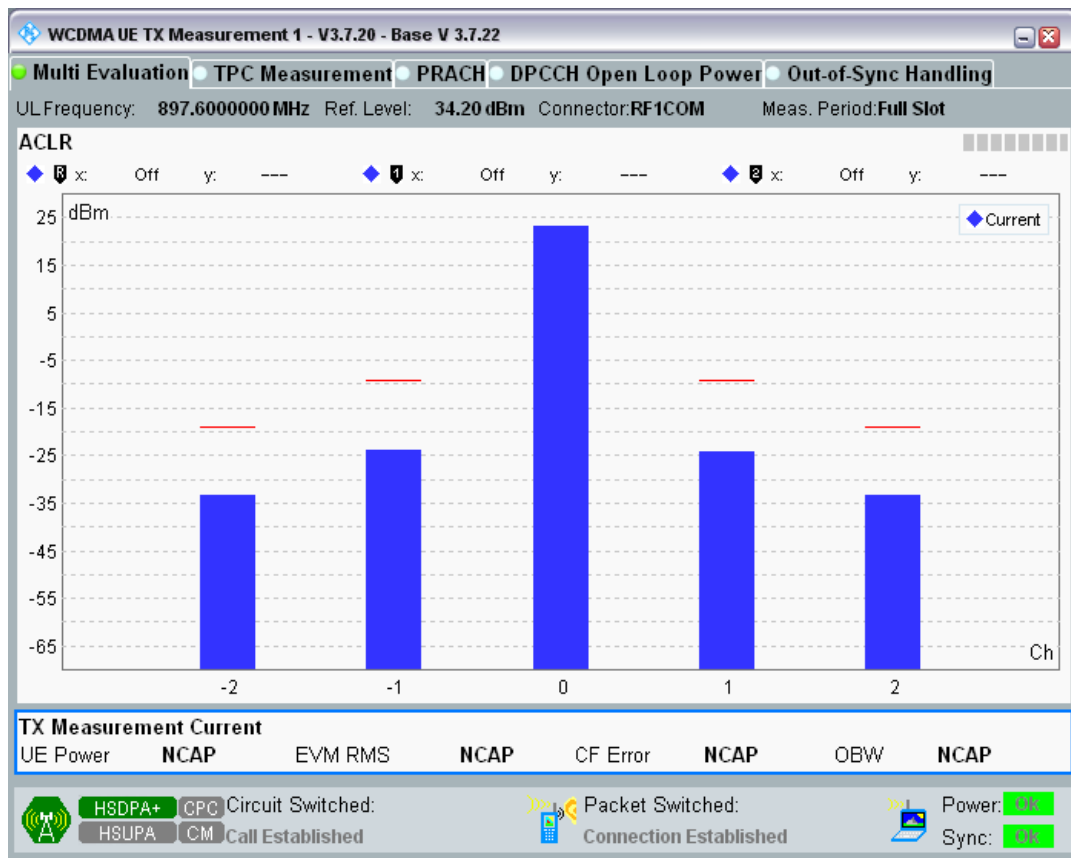 WCDMA UE TX Measurement 1 - V3.7.20 - Base V 3.7.22
Multi Evaluation TPC Measurement PRACH DPCCH Open Loop Power Out-of-Sync Handling
UL Frequency: 897.6000000 MHz Ref. Level: 34.20 dBm Connector:RF1COM Meas. Period:Full Slot
ACLR
R x: Off y: --- 1 x: Off y: --- 2 x: Off y: ---
dBm
Current
25
15
5
-5
-15
-25
-35
-45
-55
-65
Ch
-2 -1 0 1 2
TX Measurement Current
UE Power NCAP EVM RMS NCAP CF Error NCAP OBW NCAP
HSDPA+ CPC Circuit Switched: Packet Switched: Power: OK
HSUPA CM Call Established Connection Established Sync: OK